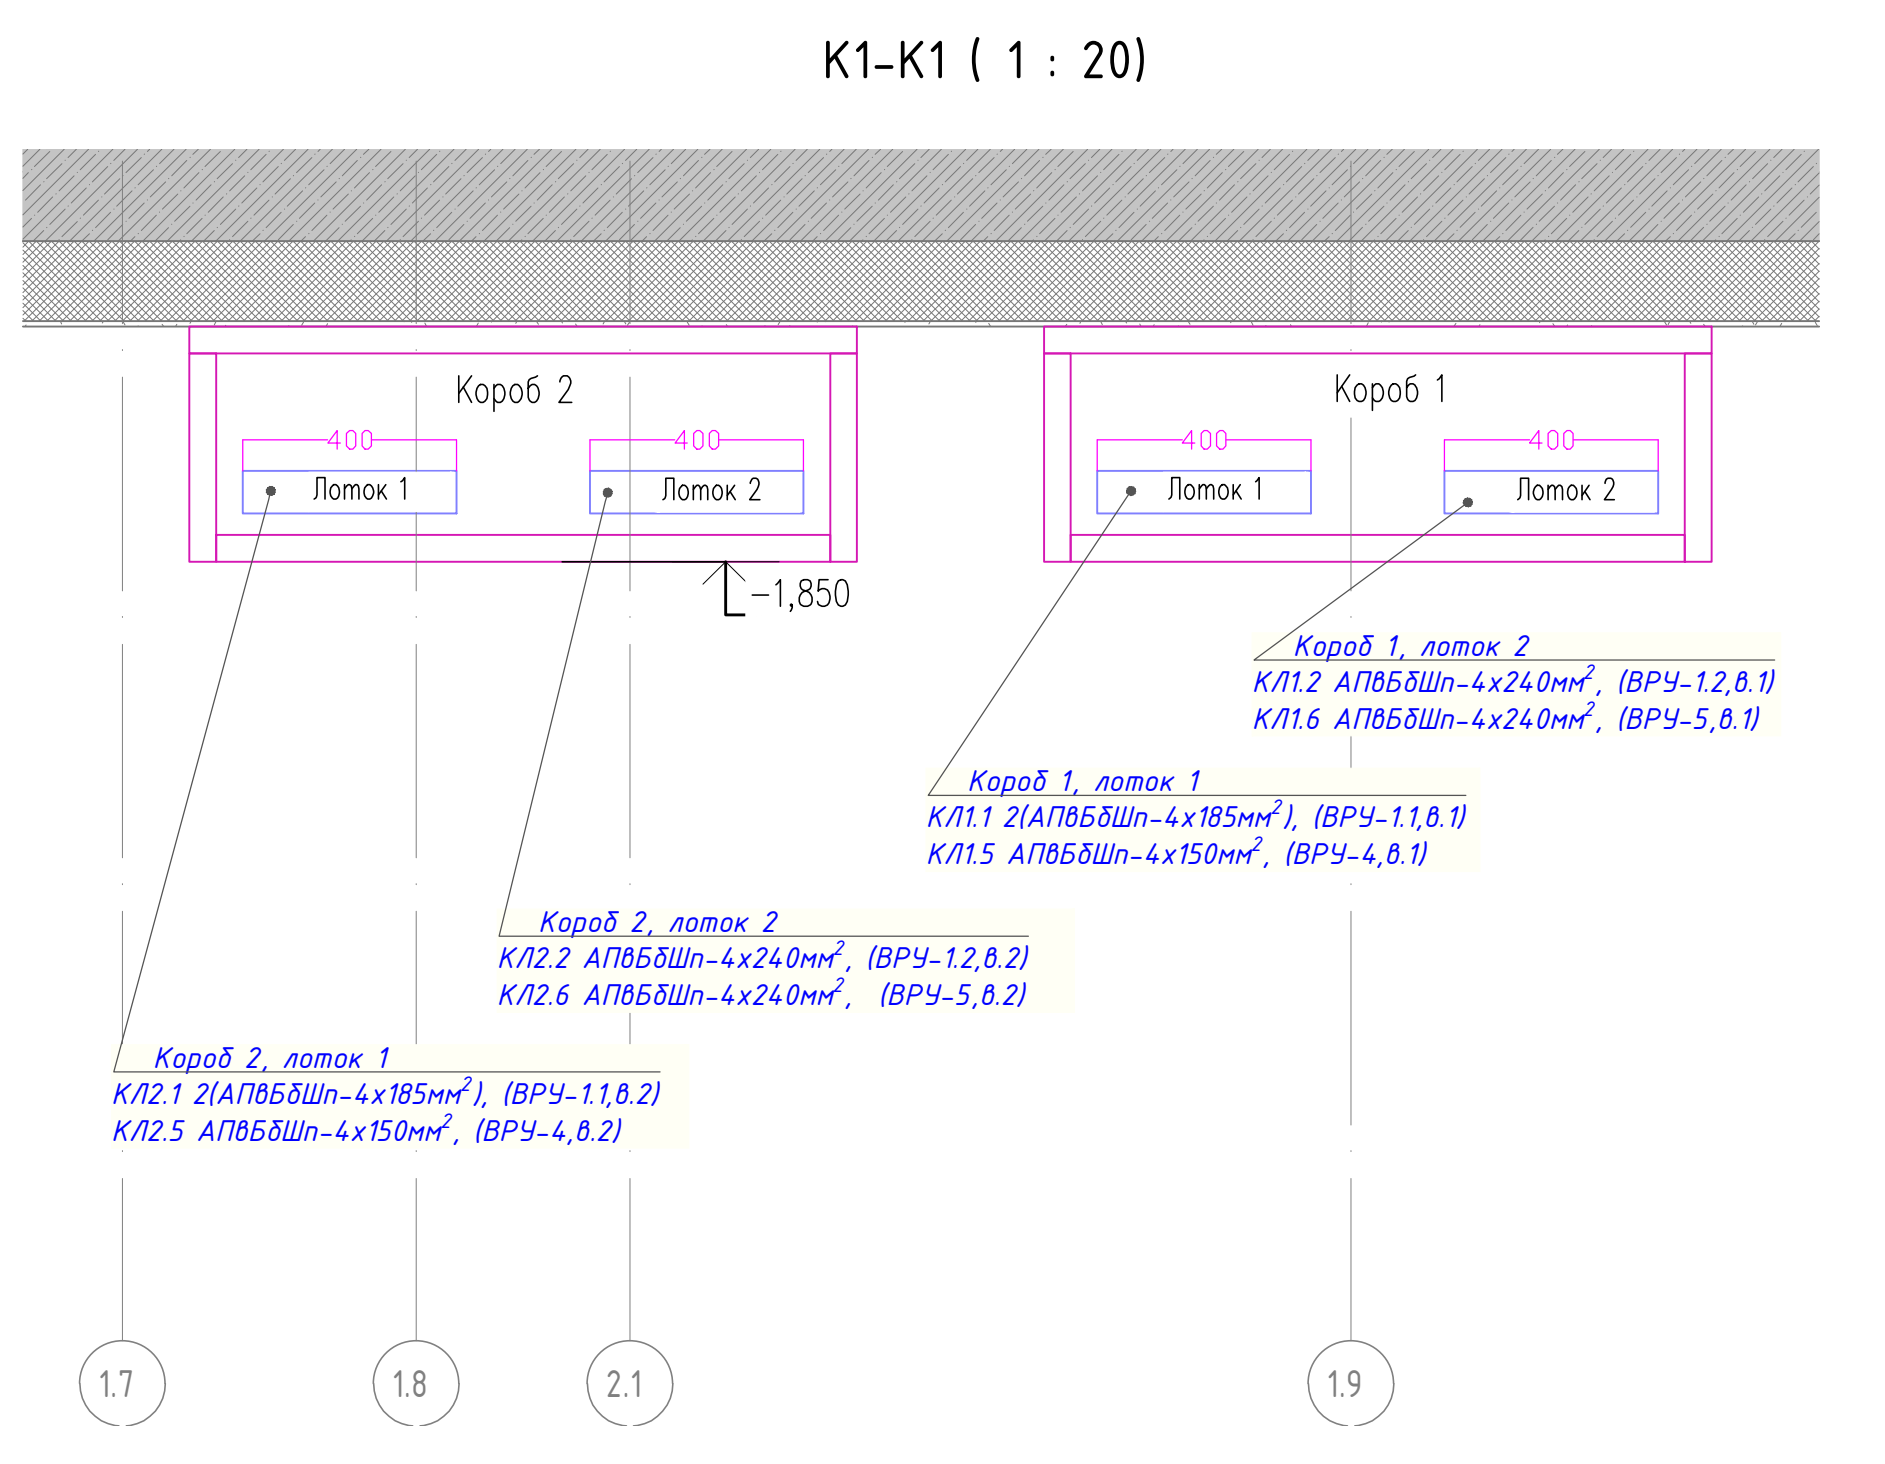 К1-К1 ( 1 : 20)
Короб 2
Короб 1
400
400
400
400
Лоток 1
Лоток 2
Лоток 1
Лоток 2
-1,850
Короб 1, лоток 2
КЛ1.2 АПвБбШп-4х240мм², (ВРУ-1.2,в.1)
КЛ1.6 АПвБбШп-4х240мм², (ВРУ-5,в.1)
Короб 1, лоток 1
КЛ1.1 2(АПвБбШп-4х185мм²), (ВРУ-1.1,в.1)
КЛ1.5 АПвБбШп-4х150мм², (ВРУ-4,в.1)
Короб 2, лоток 2
КЛ2.2 АПвБбШп-4х240мм², (ВРУ-1.2,в.2)
КЛ2.6 АПвБбШп-4х240мм², (ВРУ-5,в.2)
Короб 2, лоток 1
КЛ2.1 2(АПвБбШп-4х185мм²), (ВРУ-1.1,в.2)
КЛ2.5 АПвБбШп-4х150мм², (ВРУ-4,в.2)
1.7
1.8
2.1
1.9